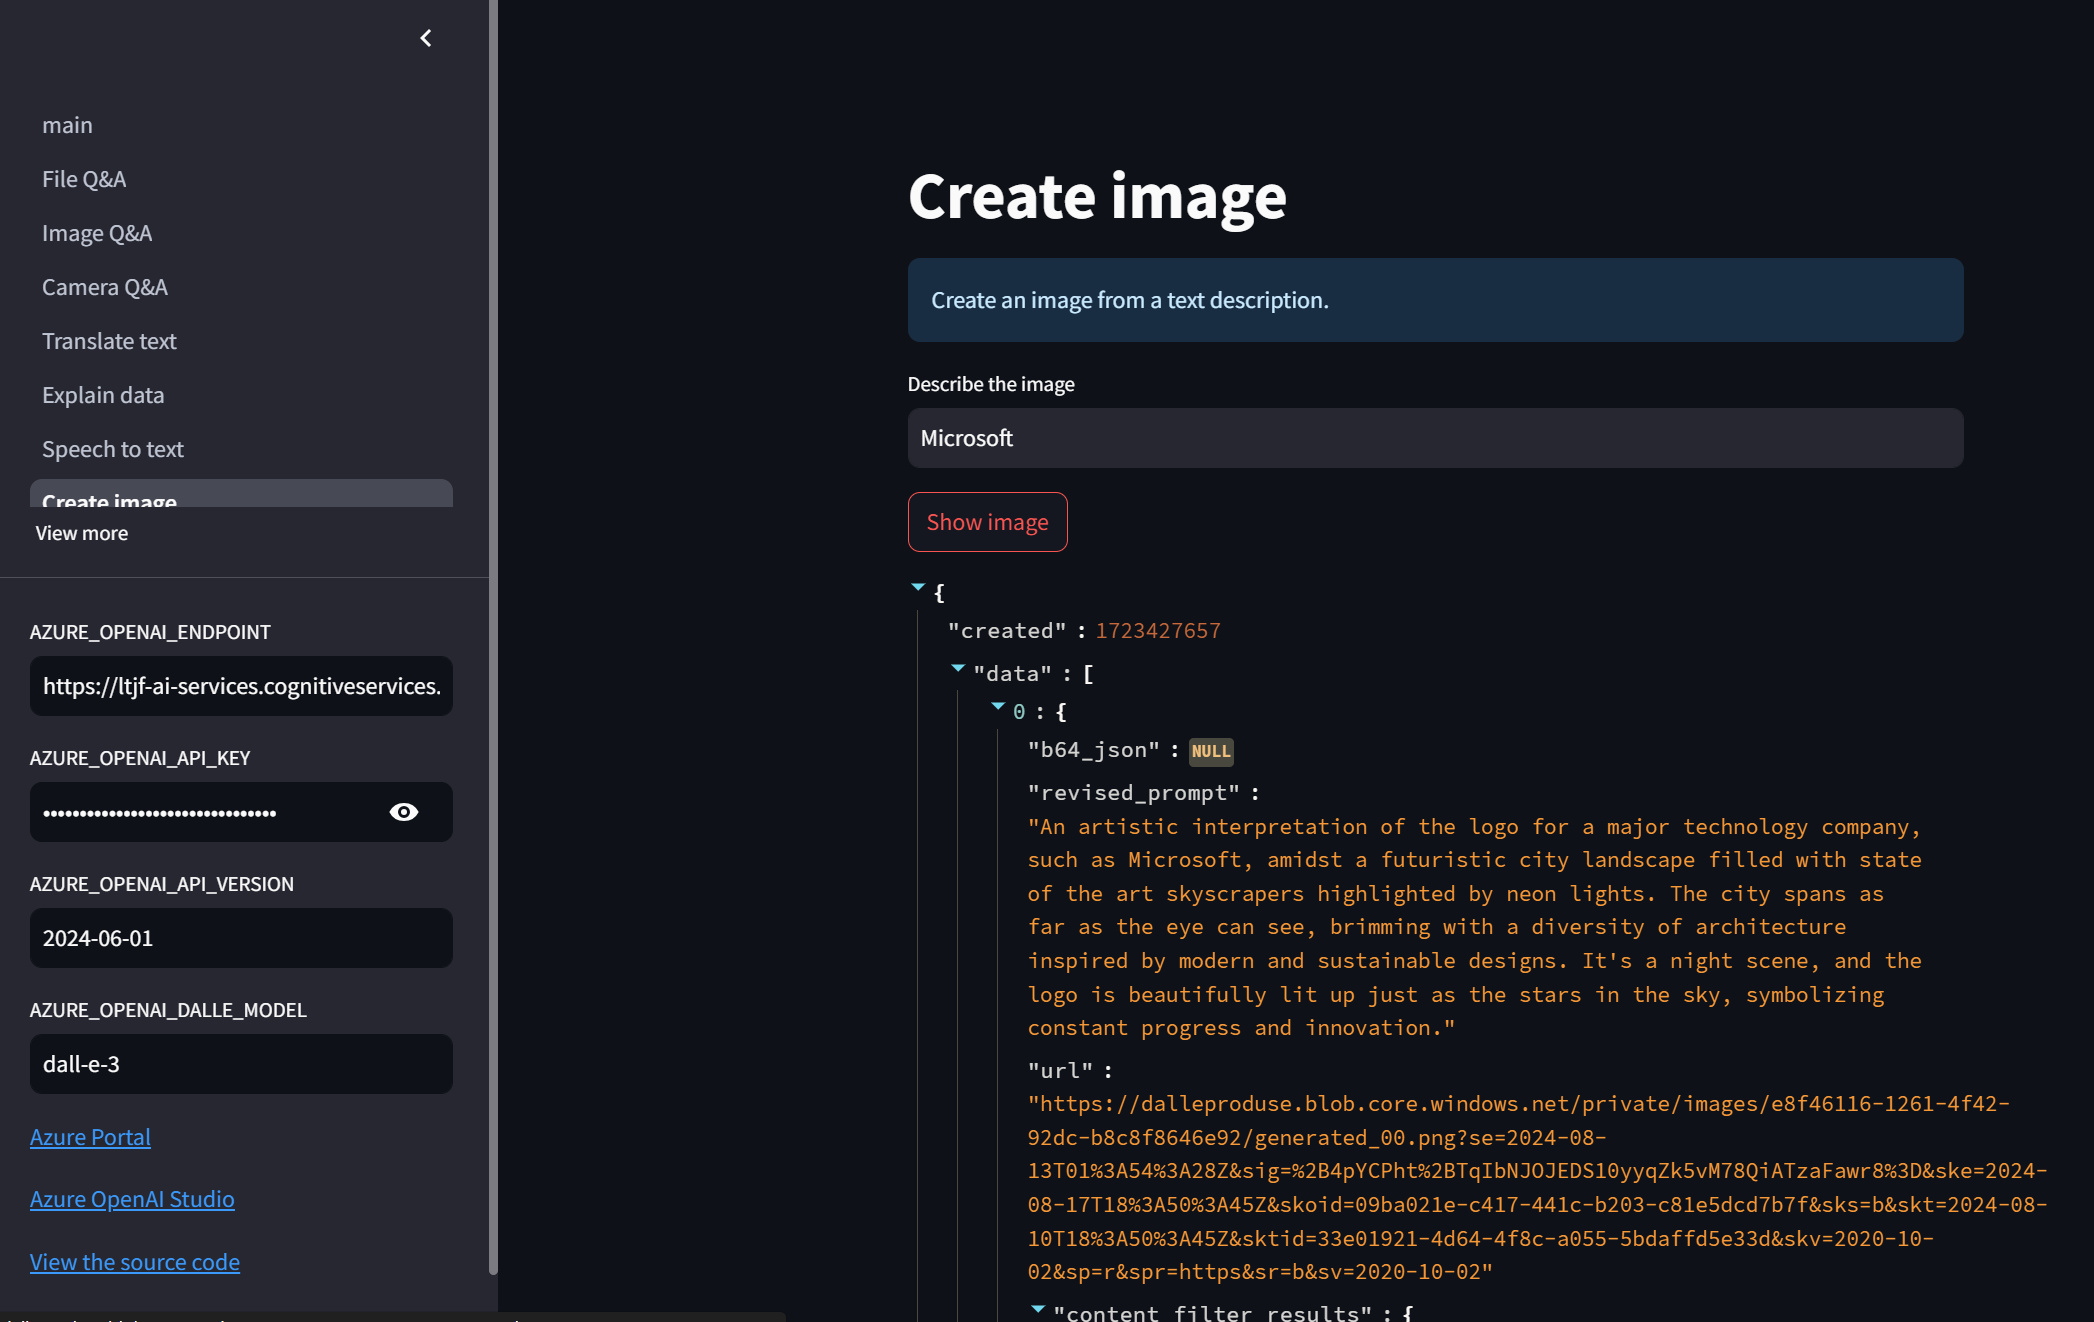 main
File Q&A
Image Q&A
Camera Q&A
Translate text
Explain data
Speech to text
Create image
View more
AZURE_OPENAI_ENDPOINT
https://ltjf-ai-services.cognitiveservices.
AZURE_OPENAI_API_KEY
AZURE_OPENAI_API_VERSION
2024-06-01
AZURE_OPENAI_DALLE_MODEL
dall-e-3
Azure Portal
Azure OpenAI Studio
View the source code
Create image
Create an image from a text description.
Describe the image
Microsoft
Show image
{
"created" : 1723427657
"data" : [
0 : {
"b64_json" : NULL
"revised_prompt" :
"An artistic interpretation of the logo for a major technology company,
such as Microsoft, amidst a futuristic city landscape filled with state
of the art skyscrapers highlighted by neon lights. The city spans as
far as the eye can see, brimming with a diversity of architecture
inspired by modern and sustainable designs. It's a night scene, and the
logo is beautifully lit up just as the stars in the sky, symbolizing
constant progress and innovation."
"url" :
"https://dalleproduse.blob.core.windows.net/private/images/e8f46116-1261-4f42-
92dc-b8c8f8646e92/generated_00.png?se=2024-08-
13T01%3A54%3A28Z&sig=%2B4pYCPht%2BTqIbNJOJEDS10yyqZk5vM78QiATzaFawr8%3D&ske=2024-
08-17T18%3A50%3A45Z&skoid=09ba021e-c417-441c-b203-c81e5dcd7b7f&sks=b&skt=2024-08-
10T18%3A50%3A45Z&sktid=33e01921-4d64-4f8c-a055-5bdaffd5e33d&skv=2020-10-
02&sp=r&spr=https&sr=b&sv=2020-10-02"
"content_filter_results" : {